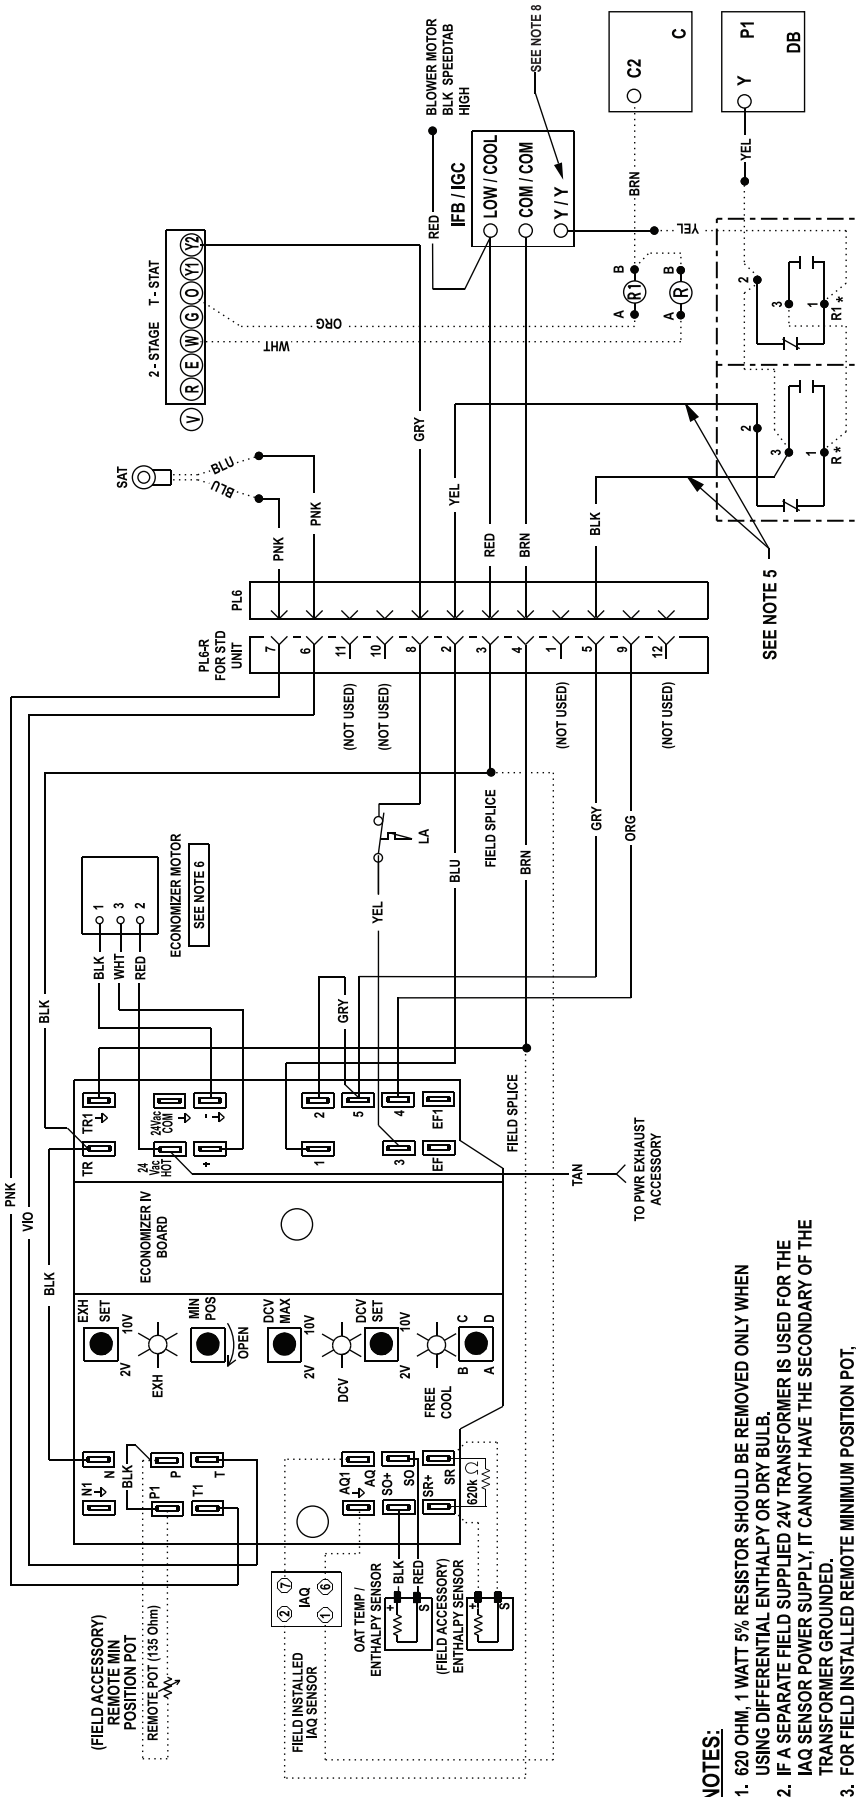 BLOWER MOTOR
BLK SPEEDTAB
HIGH
SEE NOTE 8
C
C2
P1
DB
Y
YEL
BRN
RED
IFB / IGC
LOW / COOL
COM / COM
Y / Y
YEL
2 - STAGE   T - STAT
V
R
E
W
G
O
Y1
Y2
ORG
WHT
A
R1
B
A
R
B
2
3
1
R1 *
2
3
1
R *
SAT
BLU
BLU
PNK
PNK
GRY
YEL
RED
BRN
BLK
SEE NOTE 5
PL6
PL6-R
FOR STD
UNIT
7
6
11
10
8
2
3
4
1
5
9
12
(NOT USED)
(NOT USED)
(NOT USED)
(NOT USED)
LA
FIELD SPLICE
YEL
BLU
BRN
GRY
ORG
ECONOMIZER MOTOR
SEE NOTE 6
1
3
2
BLK
WHT
RED
BLK
GRY
FIELD SPLICE
TAN
TO PWR EXHAUST
ACCESSORY
PNK
VIO
BLK
TR1
TR
24Vac
COM
24
Vac
HOT
-
+
2
1
5
4
3
EF1
EF
ECONOMIZER IV
BOARD
EXH
SET
2V
10V
EXH
MIN
POS
OPEN
DCV
MAX
2V
10V
DCV
DCV
SET
2V
10V
FREE
COOL
B
C
A
D
N1
N
P1
P
T1
T
BLK
AQ1
AQ
SO+
SO
SR+
SR
620k Ω
(FIELD ACCESSORY)
REMOTE MIN
POSITION POT
REMOTE POT (135 Ohm)
FIELD INSTALLED
IAQ SENSOR
IAQ
2
7
1
6
OAT TEMP /
ENTHALPY SENSOR
BLK
RED
+
S
(FIELD ACCESSORY)
ENTHALPY SENSOR
+
S
NOTES:
1. 620 OHM, 1 WATT 5% RESISTOR SHOULD BE REMOVED ONLY WHEN
USING DIFFERENTIAL ENTHALPY OR DRY BULB.
2. IF A SEPARATE FIELD SUPPLIED 24V TRANSFORMER IS USED FOR THE
IAQ SENSOR POWER SUPPLY, IT CANNOT HAVE THE SECONDARY OF THE
TRANSFORMER GROUNDED.
3. FOR FIELD INSTALLED REMOTE MINIMUM POSITION POT,